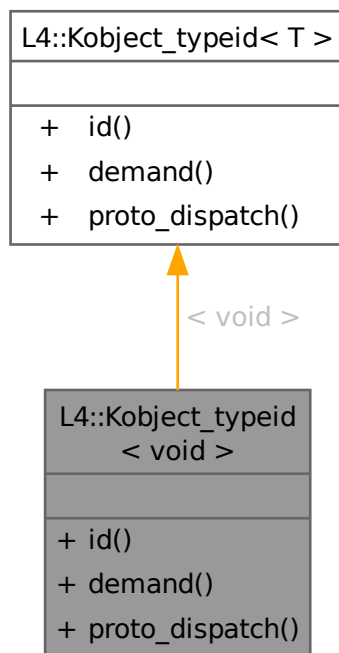 L4::Kobject_typeid< T >
+ id()
+ demand()
+ proto_dispatch()
< void >
L4::Kobject_typeid
< void >
+ id()
+ demand()
+ proto_dispatch()